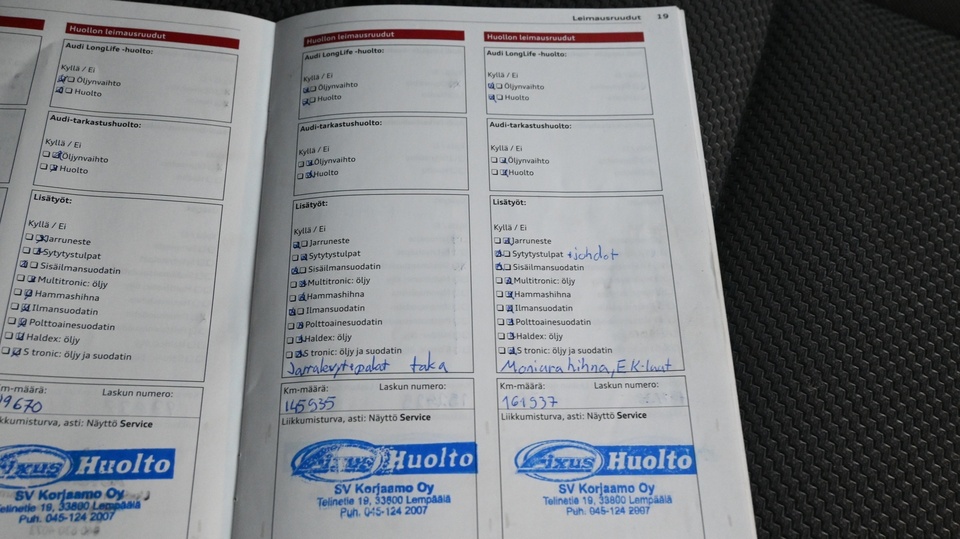 Leimausruudut 19
Huollon leimausruudut
Audi LongLife -huolto:
Kyllä / Ei
Öljynvaihto
Huolto
Audi-tarkastushuolto:
Kyllä / Ei
Öljynvaihto
Huolto
Lisätyöt:
Kyllä / Ei
Jarruneste
Sytytystulpat
Sisäilmansuodatin
Multitronic: öljy
Hammashihna
Ilmansuodatin
Polttoainesuodatin
Haldex: öljy
S tronic: öljy ja suodatin
Km-määrä: Laskun numero:
9670
Liikkumisturva, asti: Näyttö Service
ixus Huolto
SV Korjaamo Oy
Telinetie 19, 33800 Lempäälä
Puh. 045-124 2007
Huollon leimausruudut
Audi LongLife -huolto:
Kyllä / Ei
Öljynvaihto
Huolto
Audi-tarkastushuolto:
Kyllä / Ei
Öljynvaihto
Huolto
Lisätyöt:
Kyllä / Ei
Jarruneste
Sytytystulpat
Sisäilmansuodatin
Multitronic: öljy
Hammashihna
Ilmansuodatin
Polttoainesuodatin
Haldex: öljy
S tronic: öljy ja suodatin
taka
Km-määrä: Laskun numero:
145935
Liikkumisturva, asti: Näyttö Service
Fixus Huolto
SV Korjaamo Oy
Telinetie 19, 33800 Lempäälä
Puh. 045-124 2007
Huollon leimausruudut
Audi LongLife -huolto:
Kyllä / Ei
Öljynvaihto
Huolto
Audi-tarkastushuolto:
Kyllä / Ei
Öljynvaihto
Huolto
Lisätyöt:
Kyllä / Ei
Jarruneste
Sytytystulpat + johdot
Sisäilmansuodatin
Multitronic: öljy
Hammashihna
Ilmansuodatin
Polttoainesuodatin
Haldex: öljy
S tronic: öljy ja suodatin
Moniurahihna,
Km-määrä: Laskun numero:
161937
Liikkumisturva, asti: Näyttö Service
Fixus Huolto
SV Korjaamo Oy
Telinetie 19, 33800 Lempäälä
Puh. 045-124 2007